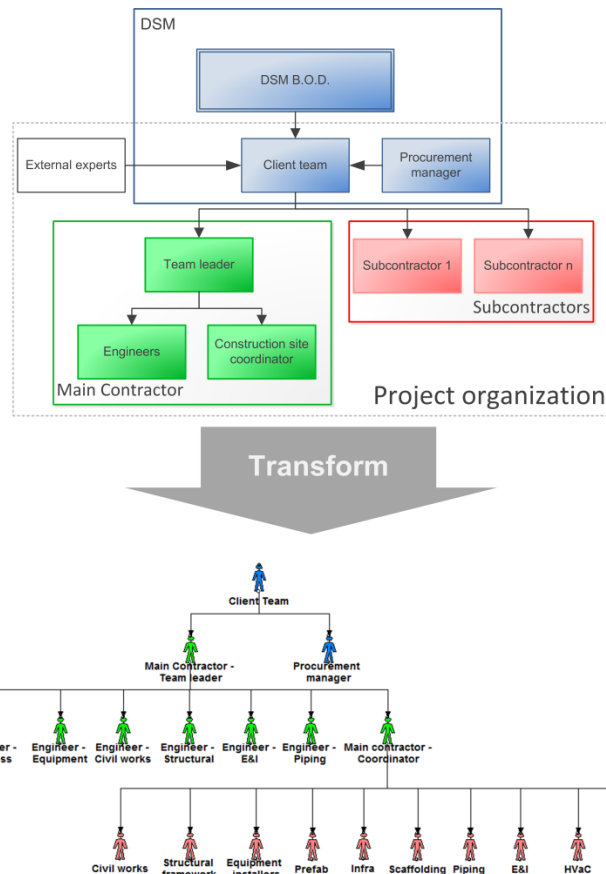 DSM
DSM B.O.D.
External experts
Client team
Procurement
manager
Team leader
Subcontractor 1
Subcontractor n
Engineers
Construction site
coordinator
Subcontractors
Main Contractor
Project organization
Transform
Client Team
Main Contractor -
Team leader
Procurement
manager
Engineer -
Equipment
Engineer -
Civil works
Engineer -
Structural
Engineer -
E&I
Engineer -
Piping
Main contractor -
Coordinator
Civil works
Structural
framework
Equipment
installers
Prefab
Infra
Scaffolding
Piping
E&I
HVaC